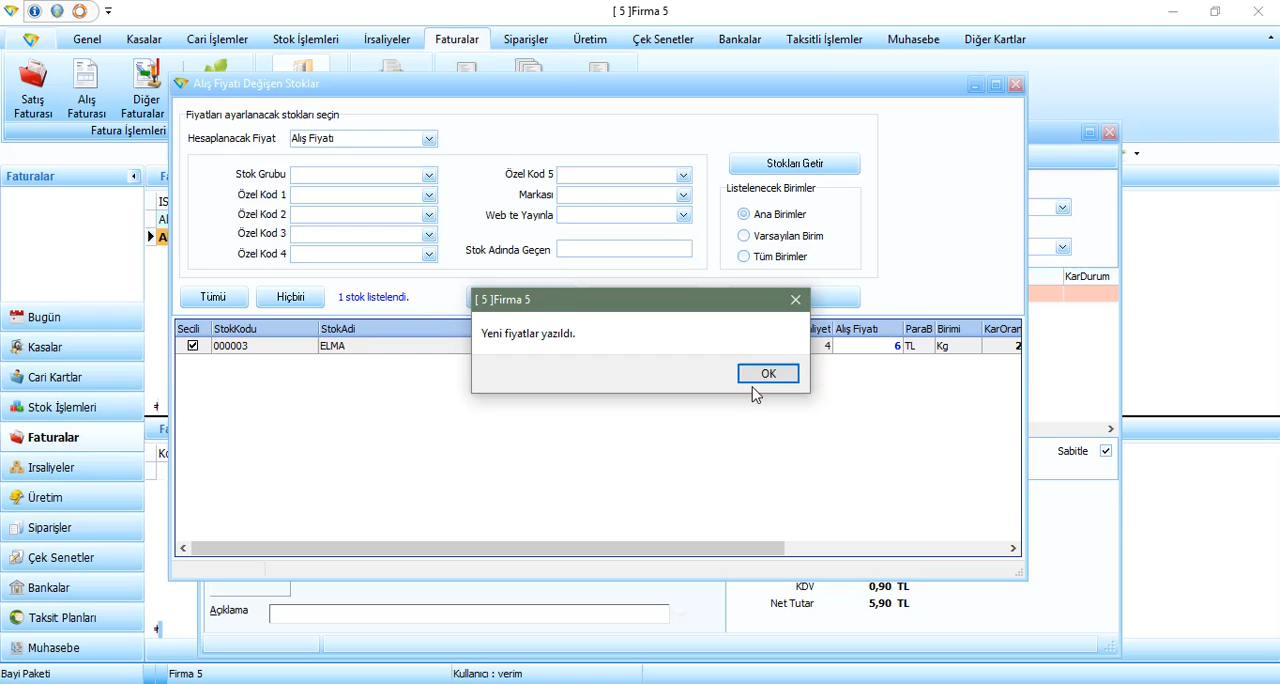 [ 5 ]Firma 5
Genel Kasalar Cari İşlemler Stok İşlemleri İrsaliyeler Faturalar Siparişler Üretim Çek Senetler Bankalar Taksitli İşlemler Muhasebe Diğer Kartlar
Satış Faturası
Alış Faturası
Diğer Faturalar
Fatura İşlemleri
Alış Fiyatı Değişen Stoklar
Fiyatları ayarlanacak stokları seçin
Hesaplanacak Fiyat Alış Fiyatı
Stok Grubu
Özel Kod 1
Özel Kod 2
Özel Kod 3
Özel Kod 4
Özel Kod 5
Markası
Web te Yayınla
Stok Adında Geçen
Stokları Getir
Listelenecek Birimler
Ana Birimler
Varsayılan Birim
Tüm Birimler
Tümü Hiçbiri 1 stok listelendi.
Secili StokKodu StokAdi Alış Fiyatı ParaB Birimi KarOran
000003 ELMA 4 6 TL Kg 2
[ 5 ]Firma 5
Yeni fiyatlar yazıldı.
OK
KarDurum
Sabitle
KDV 0,90 TL
Net Tutar 5,90 TL
Açıklama
Faturalar
Bugün
Kasalar
Cari Kartlar
Stok İşlemleri
Faturalar
Irsaliyeler
Üretim
Siparişler
Çek Senetler
Bankalar
Taksit Planları
Muhasebe
Bayi Paketi Firma 5 Kullanıcı : verim